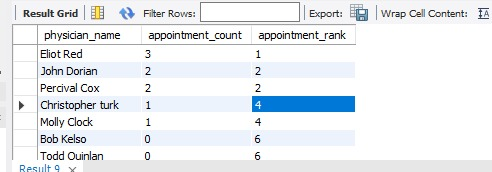 Result Grid Filter Rows: Export: Wrap Cell Content:
physician_name appointment_count appointment_rank
Eliot Red 3 1
John Dorian 2 2
Percival Cox 2 2
Christopher turk 1 4
Molly Clock 1 4
Bob Kelso 0 6
Todd Quinlan 0 6
Result 9 ×